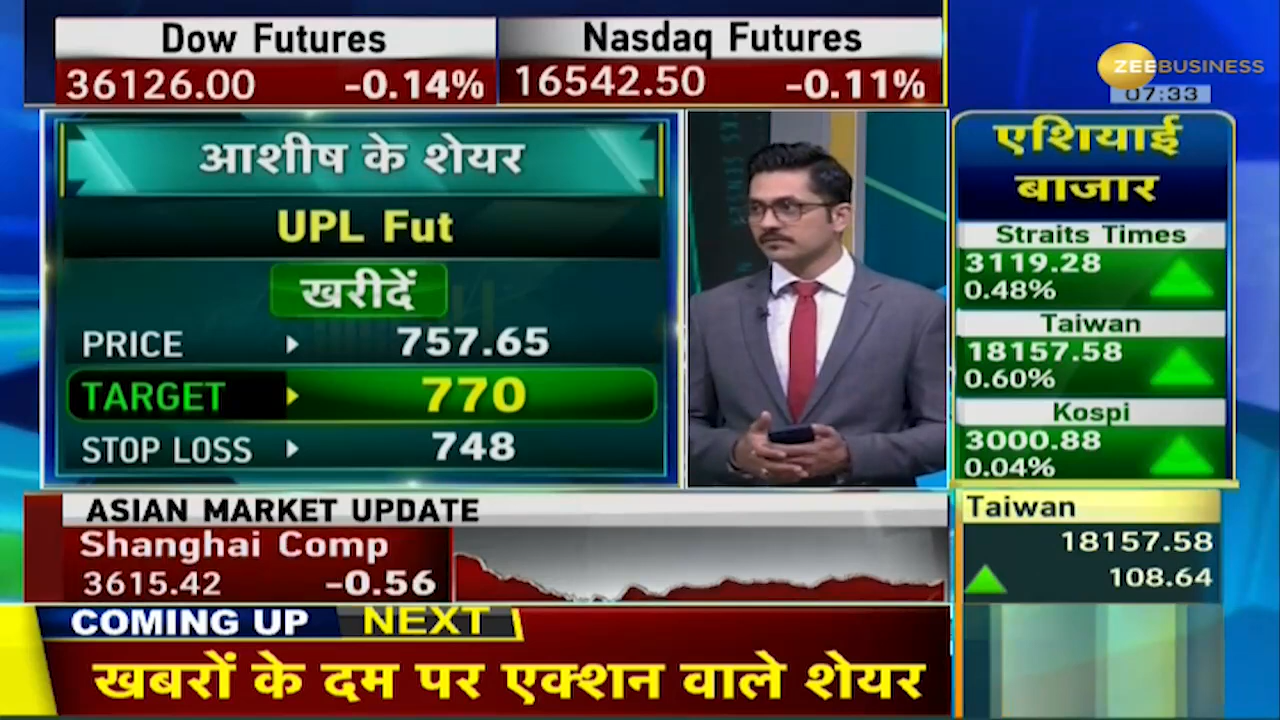 Dow Futures
36126.00 -0.14%
Nasdaq Futures
16542.50 -0.11%
ZEEBUSINESS
07:33
आशीष के शेयर
UPL Fut
खरीदें
PRICE 757.65
TARGET 770
STOP LOSS 748
एशियाई
बाजार
Straits Times
3119.28
0.48%
Taiwan
18157.58
0.60%
Kospi
3000.88
0.04%
ASIAN MARKET UPDATE
Shanghai Comp
3615.42 -0.56
Taiwan
18157.58
108.64
COMING UP NEXT
खबरों के दम पर एक्शन वाले शेयर